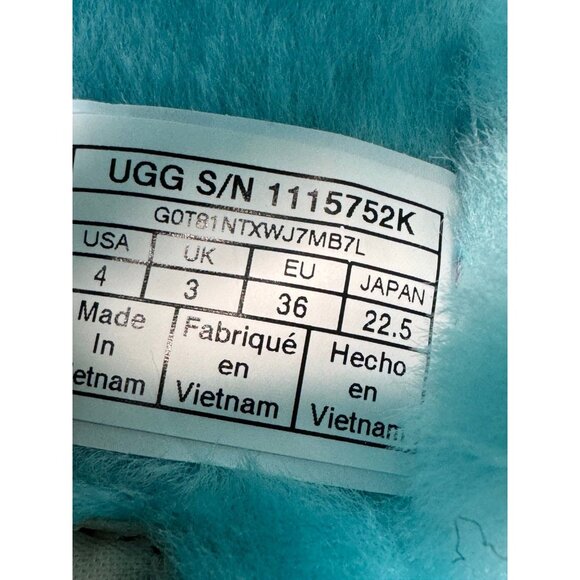 UGG S/N 1115752K
G0T81NTXWJ7MB7L
USA UK EU JAPAN
4 3 36 22.5
Made Fabriqué Hecho
In en en
etnam Vietnam Vietnam